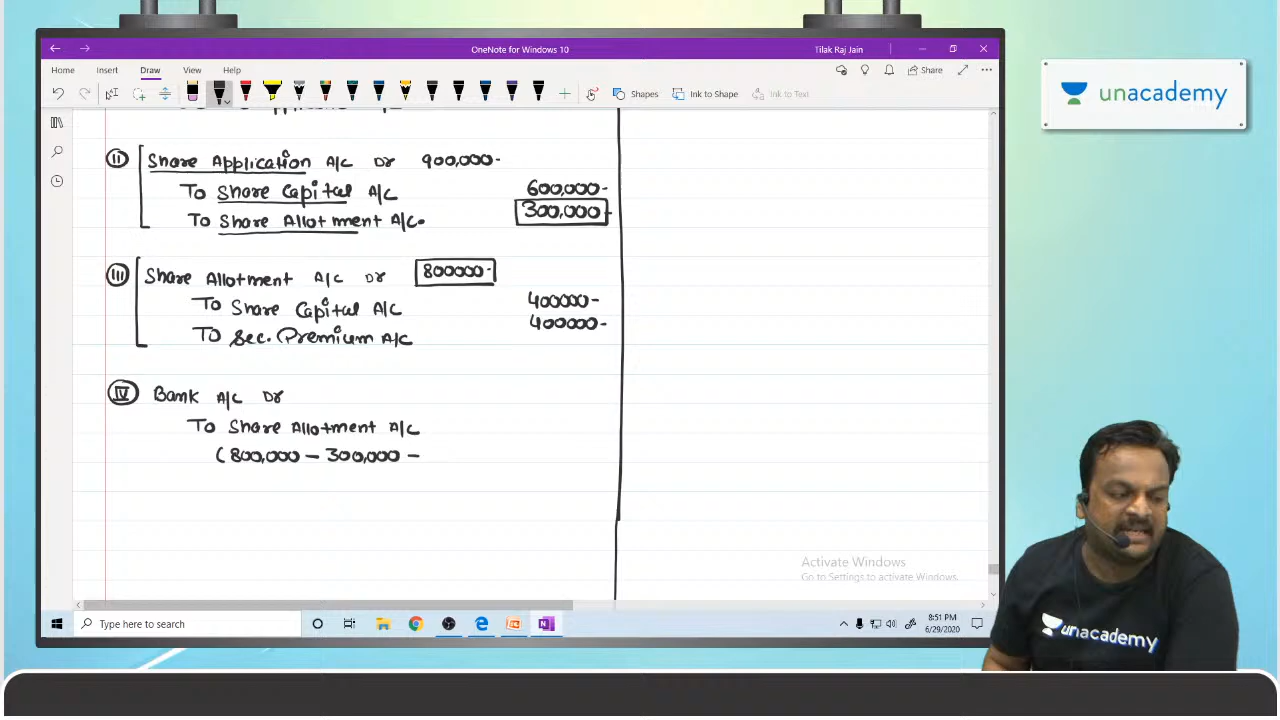 OneNote for Windows 10
Tilak Raj Jain
Home Insert Draw View Help
Share
Shapes Ink to Shape Ink to Text
unacademy
II Share Application A/C Dr 900,000-
To Share Capital A/C 600,000-
To Share Allotment A/C. 300,000-
III Share Allotment A/C Dr 800000-
To Share Capital A/C 400000-
To Sec. Premium A/C 400000-
IV Bank A/C Dr
To Share Allotment A/C
(800,000 - 300,000 -
Activate Windows
Go to Settings to activate Windows.
Type here to search
8:51 PM
6/29/2020
unacademy